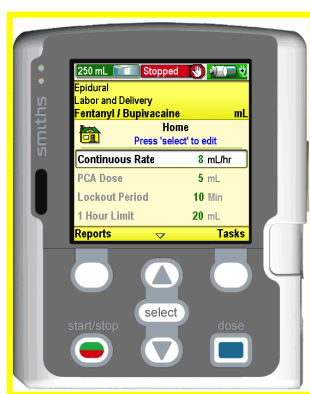 smiths
250 mL Stopped
Epidural
Labor and Delivery
Fentanyl / Bupivacaine mL
Home
Press 'select' to edit
Continuous Rate 8 mL/hr
PCA Dose 5 mL
Lockout Period 10 Min
1 Hour Limit 20 mL
Reports Tasks
select
start/stop dose